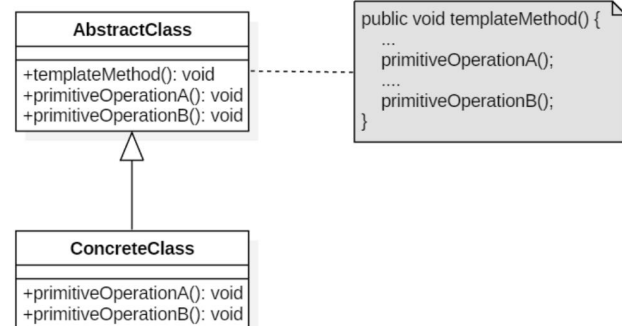 AbstractClass
+templateMethod(): void
+primitiveOperationA(): void
+primitiveOperationB(): void
public void templateMethod() {
...
primitiveOperationA();
....
primitiveOperationB();
}
ConcreteClass
+primitiveOperationA(): void
+primitiveOperationB(): void